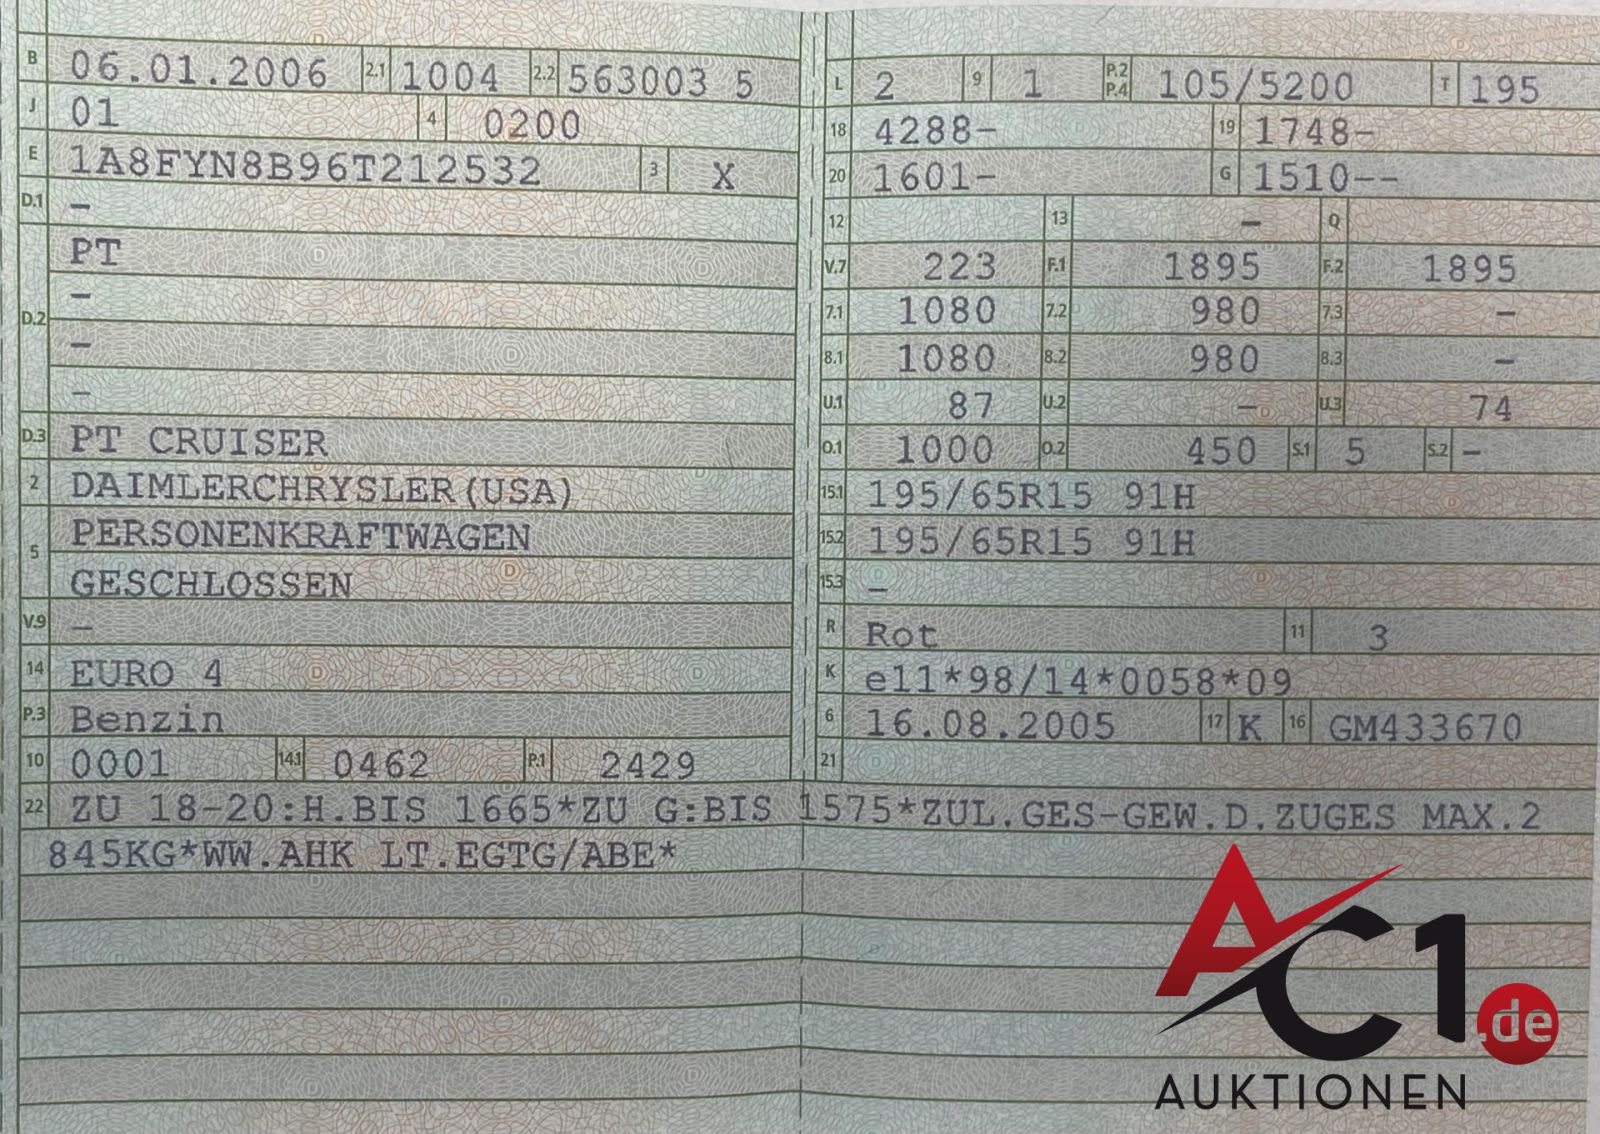 B 06.01.2006 2.1 1004 2.2 563003 5
J 01 4 0200
E 1A8FYN8B96T212532 3 X
D.1 –
D.2 PT
–
–
–
D.3 PT CRUISER
2 DAIMLERCHRYSLER(USA)
5 PERSONENKRAFTWAGEN
GESCHLOSSEN
V.9 –
14 EURO 4
P.3 Benzin
10 0001 14.1 0462 P.1 2429
L 2 9 1 P.2 P.4 105/5200 T 195
18 4288– 19 1748–
20 1601– G 1510––
12 13 – Q
V.7 223 F.1 1895 F.2 1895
7.1 1080 7.2 980 7.3 –
8.1 1080 8.2 980 8.3 –
U.1 87 U.2 – U.3 74
O.1 1000 O.2 450 S.1 5 S.2 –
15.1 195/65R15 91H
15.2 195/65R15 91H
15.3 –
R Rot 11 3
K e11*98/14*0058*09
6 16.08.2005 17 K 16 GM433670
21
22 ZU 18-20:H.BIS 1665*ZU G:BIS 1575*ZUL.GES-GEW.D.ZUGES MAX.2
845KG*WW.AHK LT.EGTG/ABE*
AC1.de
AUKTIONEN